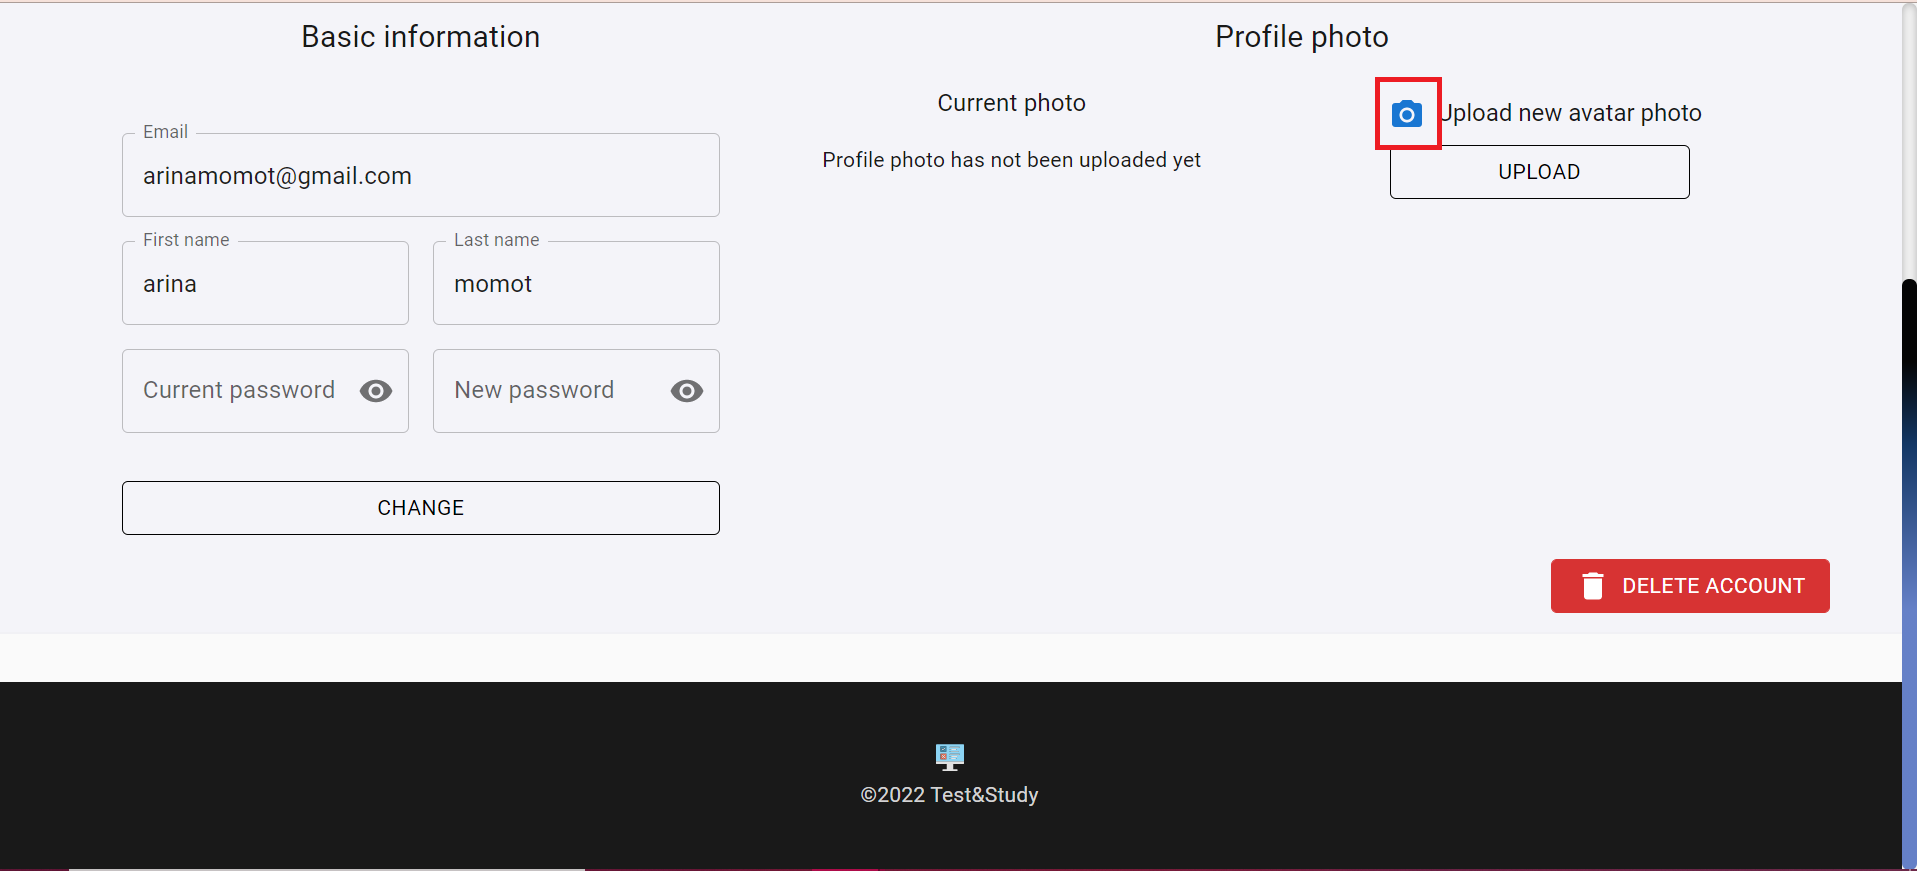 Basic information
Profile photo
Email
arinamomot@gmail.com
First name
arina
Last name
momot
Current password
New password
CHANGE
Current photo
Profile photo has not been uploaded yet
Upload new avatar photo
UPLOAD
DELETE ACCOUNT
©2022 Test&Study